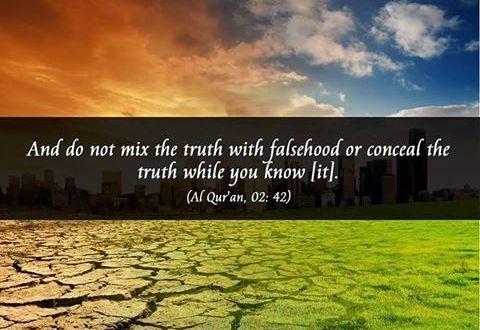 And do not mix the truth with falsehood or conceal the
truth while you know [it].
(Al Qur'an, 02: 42)